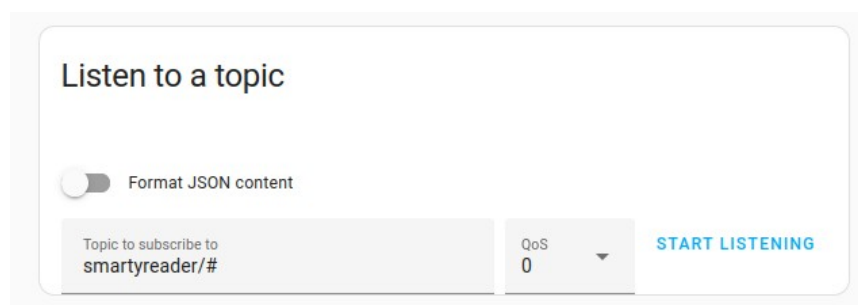 Listen to a topic
Format JSON content
Topic to subscribe to
smartyreader/#
QoS
0
START LISTENING